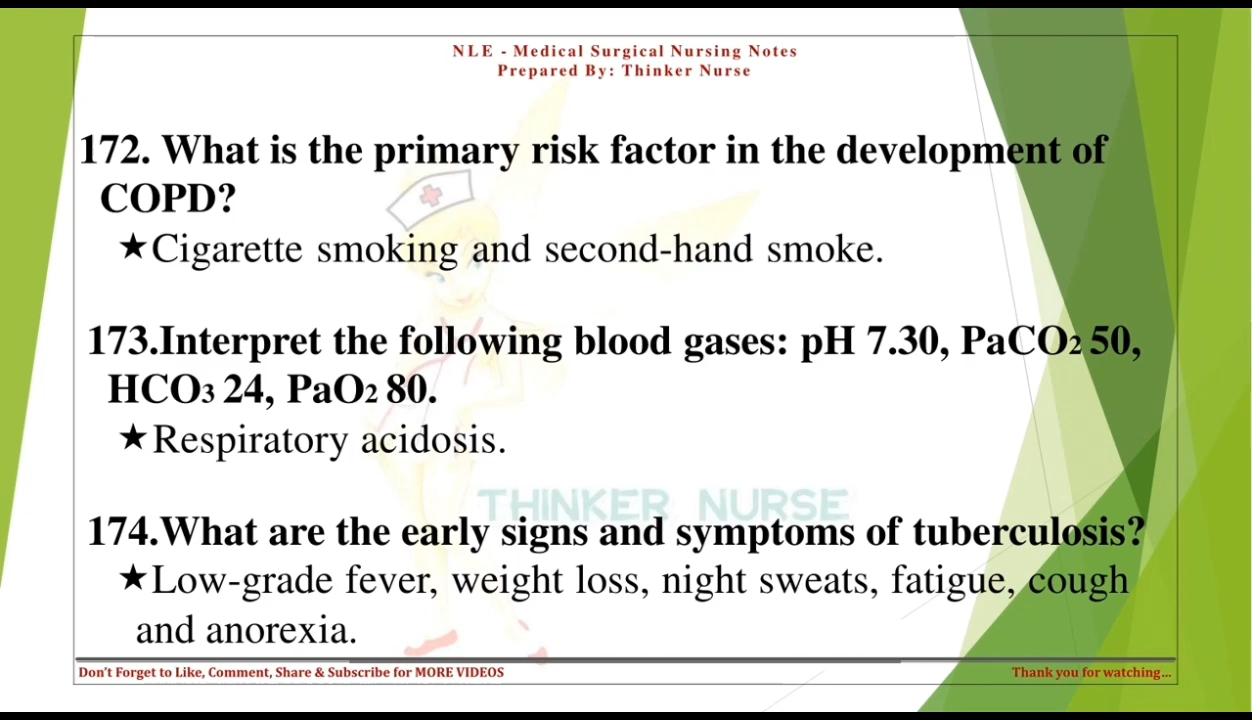 NLE - Medical Surgical Nursing Notes
Prepared By: Thinker Nurse
172. What is the primary risk factor in the development of
COPD?
★Cigarette smoking and second-hand smoke.
173.Interpret the following blood gases: pH 7.30, PaCO2 50,
HCO3 24, PaO2 80.
★Respiratory acidosis.
THINKER NURSE
174.What are the early signs and symptoms of tuberculosis?
★Low-grade fever, weight loss, night sweats, fatigue, cough
and anorexia.
Don't Forget to Like, Comment, Share & Subscribe for MORE VIDEOS
Thank you for watching...